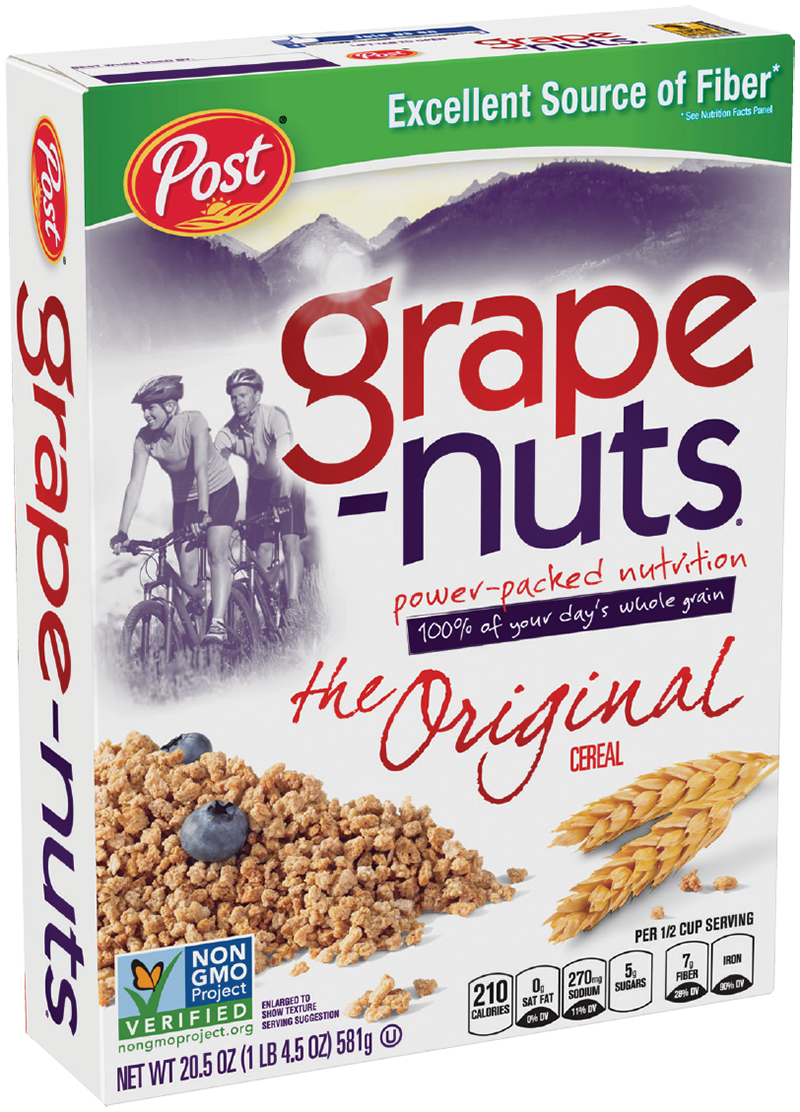 grape
-nuts.
Post
Excellent Source of Fiber*
*See Nutrition Facts Panel
Post®
Post
grape-nuts
grape
-nuts®
power-packed nutrition
100% of your day's whole grain
the Original
CEREAL
PER 1/2 CUP SERVING
210
CALORIES
0g
SAT FAT
0% DV
270mg
SODIUM
11% DV
5g
SUGARS
7g
FIBER
28% DV
IRON
90% DV
NON
GMO
Project
VERIFIED
nongmoproject.org
ENLARGED TO
SHOW TEXTURE
SERVING SUGGESTION
NET WT 20.5 OZ (1 LB 4.5 OZ) 581g U